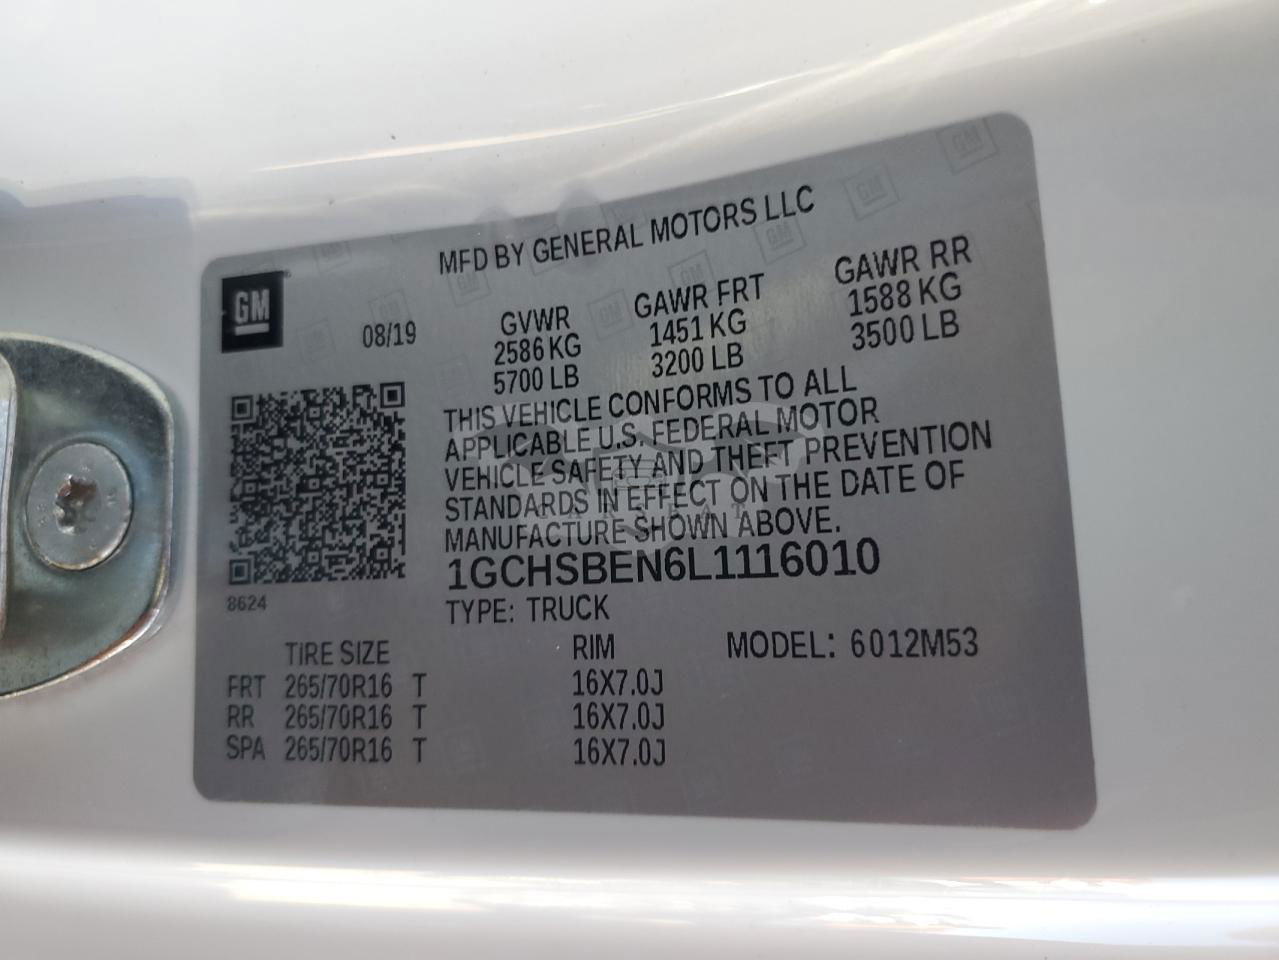 MFD BY GENERAL MOTORS LLC
GM
08/19
GVWR GAWR FRT GAWR RR
2586 KG 1451 KG 1588 KG
5700 LB 3200 LB 3500 LB
THIS VEHICLE CONFORMS TO ALL
APPLICABLE U.S. FEDERAL MOTOR
VEHICLE SAFETY AND THEFT PREVENTION
STANDARDS IN EFFECT ON THE DATE OF
MANUFACTURE SHOWN ABOVE.
1GCHSBEN6L1116010
8624
TYPE: TRUCK
TIRE SIZE RIM MODEL: 6012M53
FRT 265/70R16 T 16X7.0J
RR 265/70R16 T 16X7.0J
SPA 265/70R16 T 16X7.0J